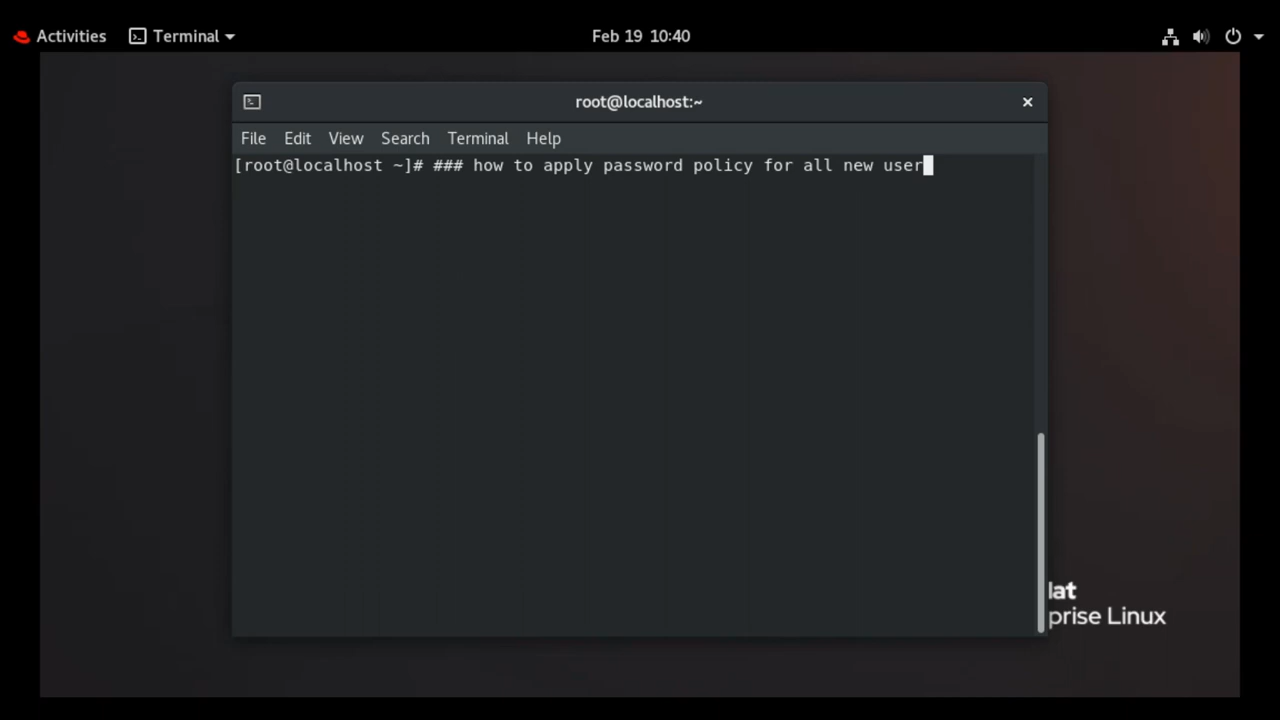 Activities Terminal Feb 19 10:40
root@localhost:~
File Edit View Search Terminal Help
[root@localhost ~]# ### how to apply password policy for all new user
prise Linux